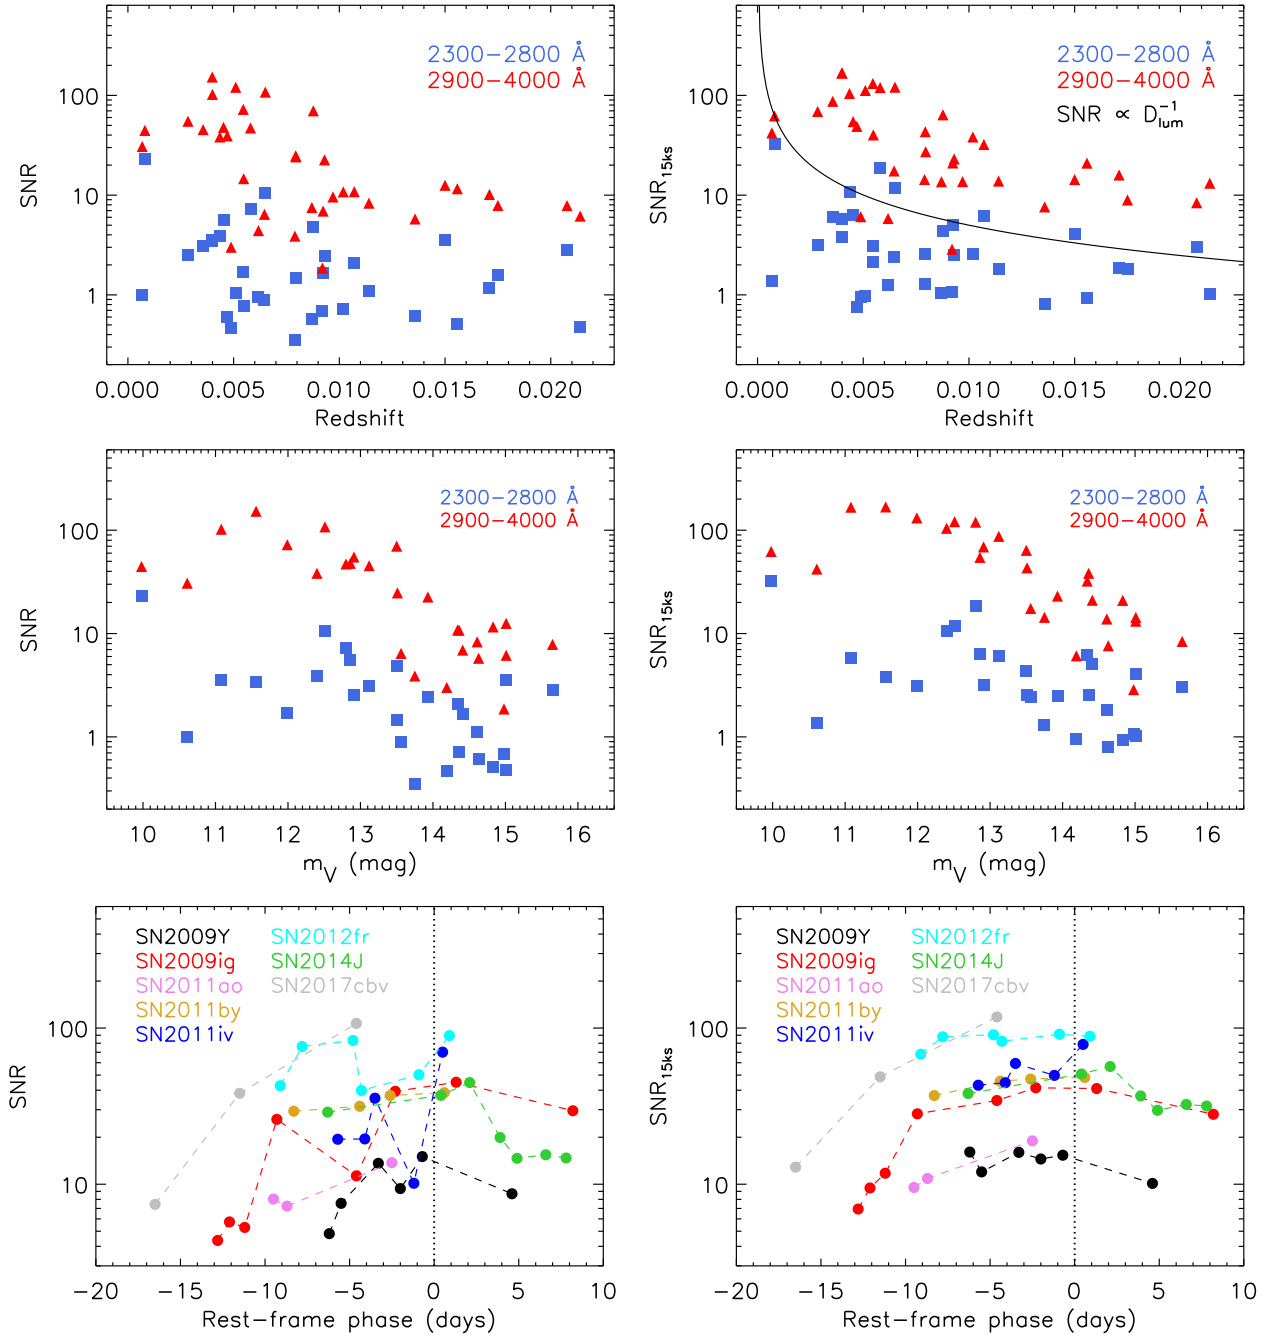 2300−2800 Å
2900−4000 Å
SNR
100
10
1
0.000 0.005 0.010 0.015 0.020
Redshift
2300−2800 Å
2900−4000 Å
SNR ∝ D_lum^−1
SNR_15ks
100
10
1
0.000 0.005 0.010 0.015 0.020
Redshift
2300−2800 Å
2900−4000 Å
SNR
100
10
1
10 11 12 13 14 15 16
m_V (mag)
2300−2800 Å
2900−4000 Å
SNR_15ks
100
10
1
10 11 12 13 14 15 16
m_V (mag)
SN2009Y SN2012fr
SN2009ig SN2014J
SN2011ao SN2017cbv
SN2011by
SN2011iv
SNR
100
10
−20 −15 −10 −5 0 5 10
Rest−frame phase (days)
SN2009Y SN2012fr
SN2009ig SN2014J
SN2011ao SN2017cbv
SN2011by
SN2011iv
SNR_15ks
100
10
−20 −15 −10 −5 0 5 10
Rest−frame phase (days)